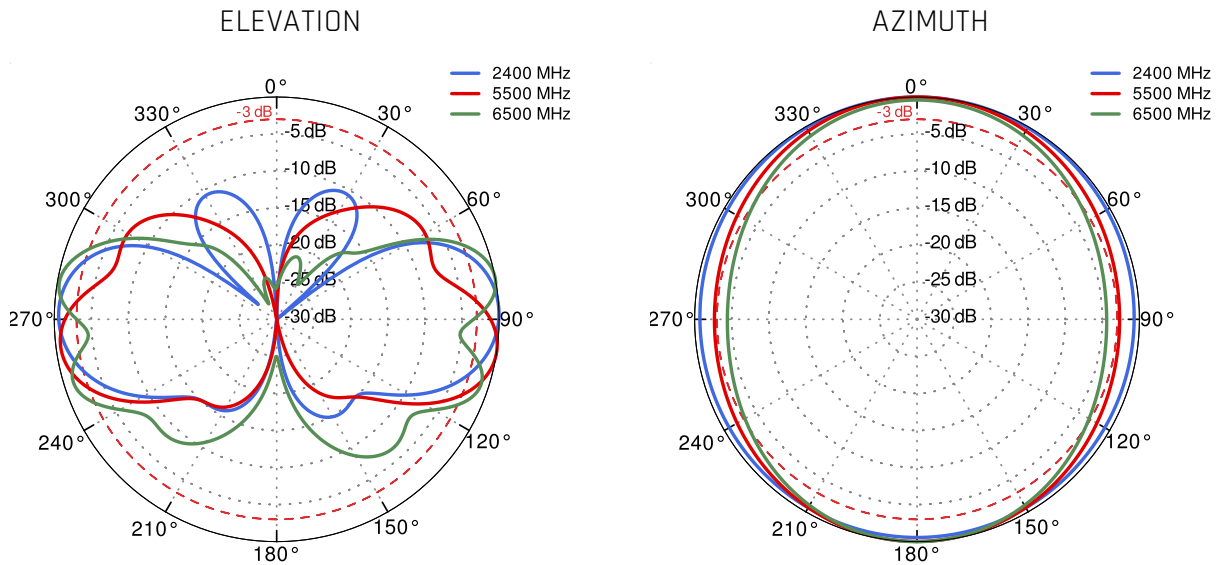 ELEVATION
2400 MHz
5500 MHz
6500 MHz
0°
-3 dB
330°
30°
-5 dB
-10 dB
300°
60°
-15 dB
-20 dB
-25 dB
270°
-30 dB
90°
240°
120°
210°
150°
180°
AZIMUTH
2400 MHz
5500 MHz
6500 MHz
0°
-3 dB
330°
30°
-5 dB
-10 dB
300°
60°
-15 dB
-20 dB
-25 dB
270°
-30 dB
90°
240°
120°
210°
150°
180°